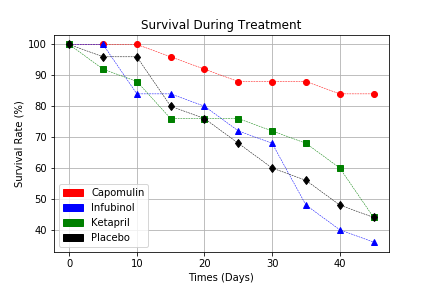 Survival During Treatment
Survival Rate (%)
100
90
80
70
60
50
40
Capomulin
Infubinol
Ketapril
Placebo
0 10 20 30 40
Times (Days)